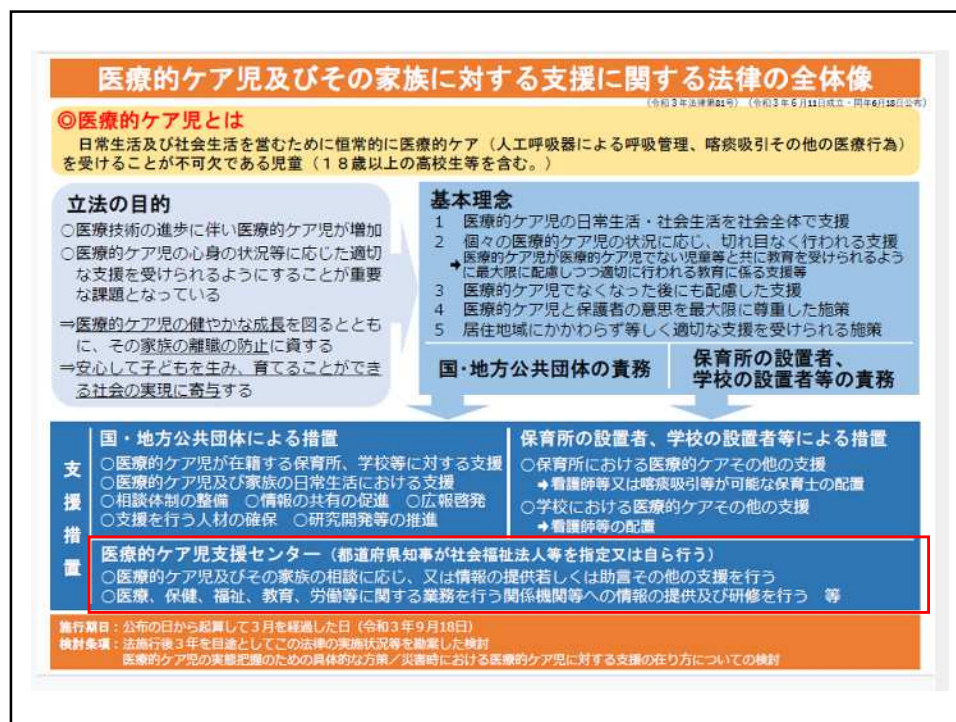 医療的ケア児及びその家族に対する支援に関する法律の全体像
(令和3年法律第81号) (令和3年6月11日成立・同年6月18日公布)
◎医療的ケア児とは
日常生活及び社会生活を営むために恒常的に医療的ケア(人工呼吸器による呼吸管理、喀痰吸引その他の医療行為)
を受けることが不可欠である児童(18歳以上の高校生等を含む。)
立法の目的
○医療技術の進歩に伴い医療的ケア児が増加
○医療的ケア児の心身の状況等に応じた適切
な支援を受けられるようにすることが重要
な課題となっている
⇒医療的ケア児の健やかな成長を図るととも
に、その家族の離職の防止に資する
⇒安心して子どもを生み、育てることができ
る社会の実現に寄与する
基本理念
1 医療的ケア児の日常生活・社会生活を社会全体で支援
2 個々の医療的ケア児の状況に応じ、切れ目なく行われる支援
➔医療的ケア児が医療的ケア児でない児童等と共に教育を受けられるよう
に最大限に配慮しつつ適切に行われる教育に係る支援等
3 医療的ケア児でなくなった後にも配慮した支援
4 医療的ケア児と保護者の意思を最大限に尊重した施策
5 居住地域にかかわらず等しく適切な支援を受けられる施策
国・地方公共団体の責務
保育所の設置者、
学校の設置者等の責務
支援措置
国・地方公共団体による措置
○医療的ケア児が在籍する保育所、学校等に対する支援
○医療的ケア児及び家族の日常生活における支援
○相談体制の整備 ○情報の共有の促進 ○広報啓発
○支援を行う人材の確保 ○研究開発等の推進
保育所の設置者、学校の設置者等による措置
○保育所における医療的ケアその他の支援
➔看護師等又は喀痰吸引等が可能な保育士の配置
○学校における医療的ケアその他の支援
➔看護師等の配置
医療的ケア児支援センター(都道府県知事が社会福祉法人等を指定又は自ら行う)
○医療的ケア児及びその家族の相談に応じ、又は情報の提供若しくは助言その他の支援を行う
○医療、保健、福祉、教育、労働等に関する業務を行う関係機関等への情報の提供及び研修を行う 等
施行期日:公布の日から起算して3月を経過した日(令和3年9月18日)
検討条項:法施行後3年を目途としてこの法律の実施状況等を勘案した検討
医療的ケア児の実態把握のための具体的な方策/災害時における医療的ケア児に対する支援の在り方についての検討